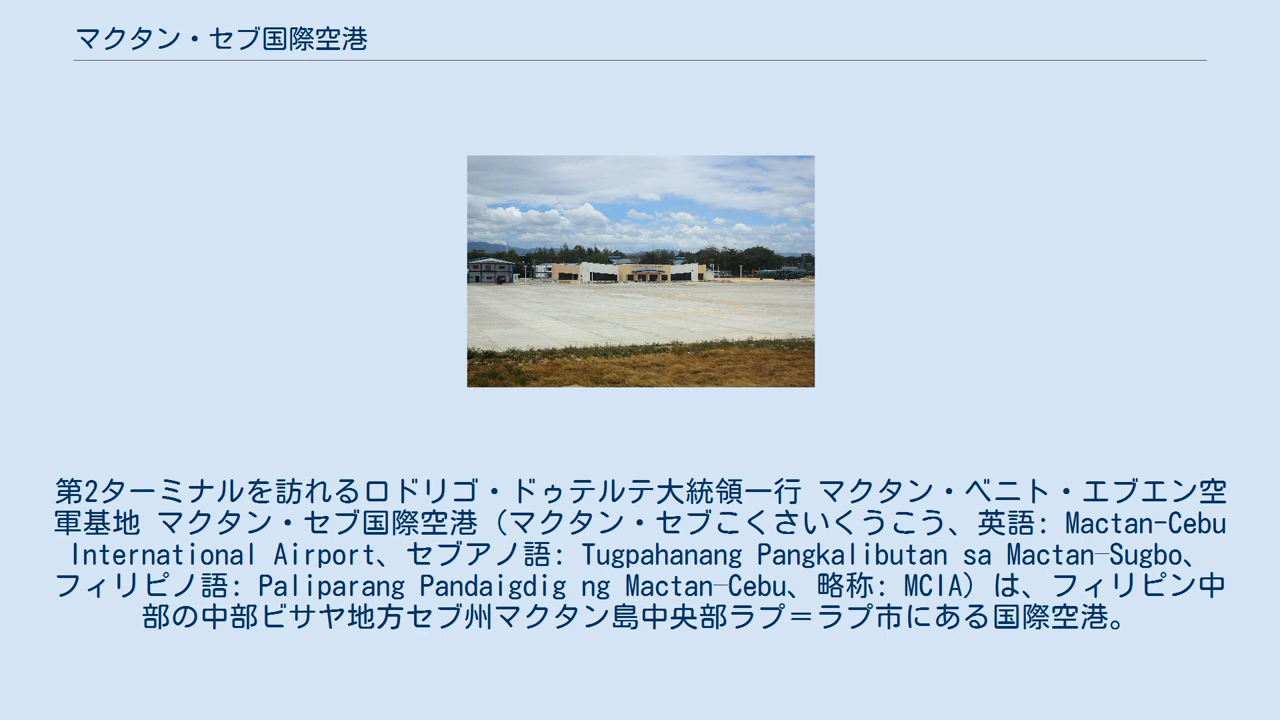 マクタン・セブ国際空港
第2ターミナルを訪れるロドリゴ・ドゥテルテ大統領一行 マクタン・ベニト・エブエン空
軍基地 マクタン・セブ国際空港（マクタン・セブこくさいくうこう、英語: Mactan-Cebu
International Airport、セブアノ語: Tugpahanang Pangkalibutan sa Mactan–Sugbo、
フィリピノ語: Paliparang Pandaigdig ng Mactan–Cebu、略称: MCIA）は、フィリピン中
部の中部ビサヤ地方セブ州マクタン島中央部ラプ＝ラプ市にある国際空港。